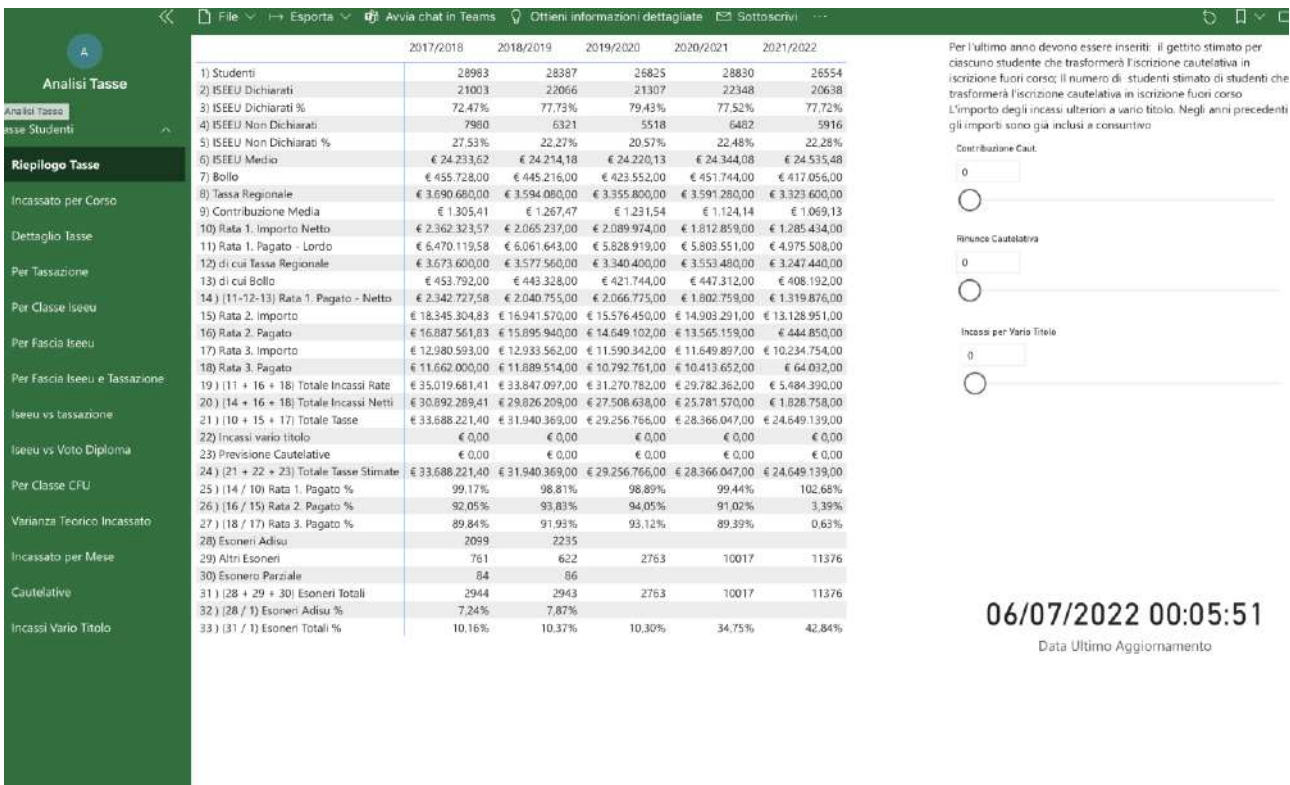 File Esporta Avvia chat in Teams Ottieni informazioni dettagliate Sottoscrivi ...
A
Analisi Tasse
Analisi Tasse
asse Studenti
Riepilogo Tasse
Incassato per Corso
Dettaglio Tasse
Per Tassazione
Per Classe Iseeu
Per Fascia Iseeu
Per Fascia Iseeu e Tassazione
Iseeu vs tassazione
Iseeu vs Voto Diploma
Per Classe CFU
Varianza Teorico Incassato
Incassato per Mese
Cautelative
Incassi Vario Titolo
2017/2018 2018/2019 2019/2020 2020/2021 2021/2022
1) Studenti 28983 28387 26825 28830 26554
2) ISEEU Dichiarati 21003 22066 21307 22348 20638
3) ISEEU Dichiarati % 72,47% 77,73% 79,43% 77,52% 77,72%
4) ISEEU Non Dichiarati 7980 6321 5518 6482 5916
5) ISEEU Non Dichiarati % 27,53% 22,27% 20,57% 22,48% 22,28%
6) ISEEU Medio € 24.233,62 € 24.214,18 € 24.220,13 € 24.344,08 € 24.535,48
7) Bollo € 455.728,00 € 445.216,00 € 423.552,00 € 451.744,00 € 417.056,00
8) Tassa Regionale € 3.690.680,00 € 3.594.080,00 € 3.355.800,00 € 3.591.280,00 € 3.323.600,00
9) Contribuzione Media € 1.305,41 € 1.267,47 € 1.231,54 € 1.124,14 € 1.069,13
10) Rata 1. Importo Netto € 2.362.323,57 € 2.065.237,00 € 2.089.974,00 € 1.812.859,00 € 1.285.434,00
11) Rata 1. Pagato - Lordo € 6.470.119,58 € 6.061.643,00 € 5.828.919,00 € 5.803.551,00 € 4.975.508,00
12) di cui Tassa Regionale € 3.673.600,00 € 3.577.560,00 € 3.340.400,00 € 3.553.480,00 € 3.247.440,00
13) di cui Bollo € 453.792,00 € 443.328,00 € 421.744,00 € 447.312,00 € 408.192,00
14 ) (11-12-13) Rata 1. Pagato - Netto € 2.342.727,58 € 2.040.755,00 € 2.066.775,00 € 1.802.759,00 € 1.319.876,00
15) Rata 2. Importo € 18.345.304,83 € 16.941.570,00 € 15.576.450,00 € 14.903.291,00 € 13.128.951,00
16) Rata 2. Pagato € 16.887.561,83 € 15.895.940,00 € 14.649.102,00 € 13.565.159,00 € 444.850,00
17) Rata 3. Importo € 12.980.593,00 € 12.933.562,00 € 11.590.342,00 € 11.649.897,00 € 10.234.754,00
18) Rata 3. Pagato € 11.662.000,00 € 11.889.514,00 € 10.792.761,00 € 10.413.652,00 € 64.032,00
19 ) (11 + 16 + 18) Totale Incassi Rate € 35.019.681,41 € 33.847.097,00 € 31.270.782,00 € 29.782.362,00 € 5.484.390,00
20 ) (14 + 16 + 18) Totale Incassi Netti € 30.892.289,41 € 29.826.209,00 € 27.508.638,00 € 25.781.570,00 € 1.828.758,00
21 ) (10 + 15 + 17) Totale Tasse € 33.688.221,40 € 31.940.369,00 € 29.256.766,00 € 28.366.047,00 € 24.649.139,00
22) Incassi vario titolo € 0,00 € 0,00 € 0,00 € 0,00 € 0,00
23) Previsione Cautelative € 0,00 € 0,00 € 0,00 € 0,00 € 0,00
24 ) (21 + 22 + 23) Totale Tasse Stimate € 33.688.221,40 € 31.940.369,00 € 29.256.766,00 € 28.366.047,00 € 24.649.139,00
25 ) (14 / 10) Rata 1. Pagato % 99,17% 98,81% 98,89% 99,44% 102,68%
26 ) (16 / 15) Rata 2. Pagato % 92,05% 93,83% 94,05% 91,02% 3,39%
27 ) (18 / 17) Rata 3. Pagato % 89,84% 91,93% 93,12% 89,39% 0,63%
28) Esoneri Adisu 2099 2235
29) Altri Esoneri 761 622 2763 10017 11376
30) Esonero Parziale 84 86
31 ) (28 + 29 + 30) Esoneri Totali 2944 2943 2763 10017 11376
32 ) (28 / 1) Esoneri Adisu % 7,24% 7,87%
33 ) (31 / 1) Esoneri Totali % 10,16% 10,37% 10,30% 34,75% 42,84%
Per l'ultimo anno devono essere inseriti: il gettito stimato per
ciascuno studente che trasformerà l'iscrizione cautelativa in
iscrizione fuori corso; Il numero di studenti stimato di studenti che
trasformerà l'iscrizione cautelativa in iscrizione fuori corso
L'importo degli incassi ulteriori a vario titolo. Negli anni precedenti
gli importi sono già inclusi a consuntivo
Contribuzione Caut.
0
Rinunce Cautelativa
0
Incassi per Vario Titolo
0
06/07/2022 00:05:51
Data Ultimo Aggiornamento